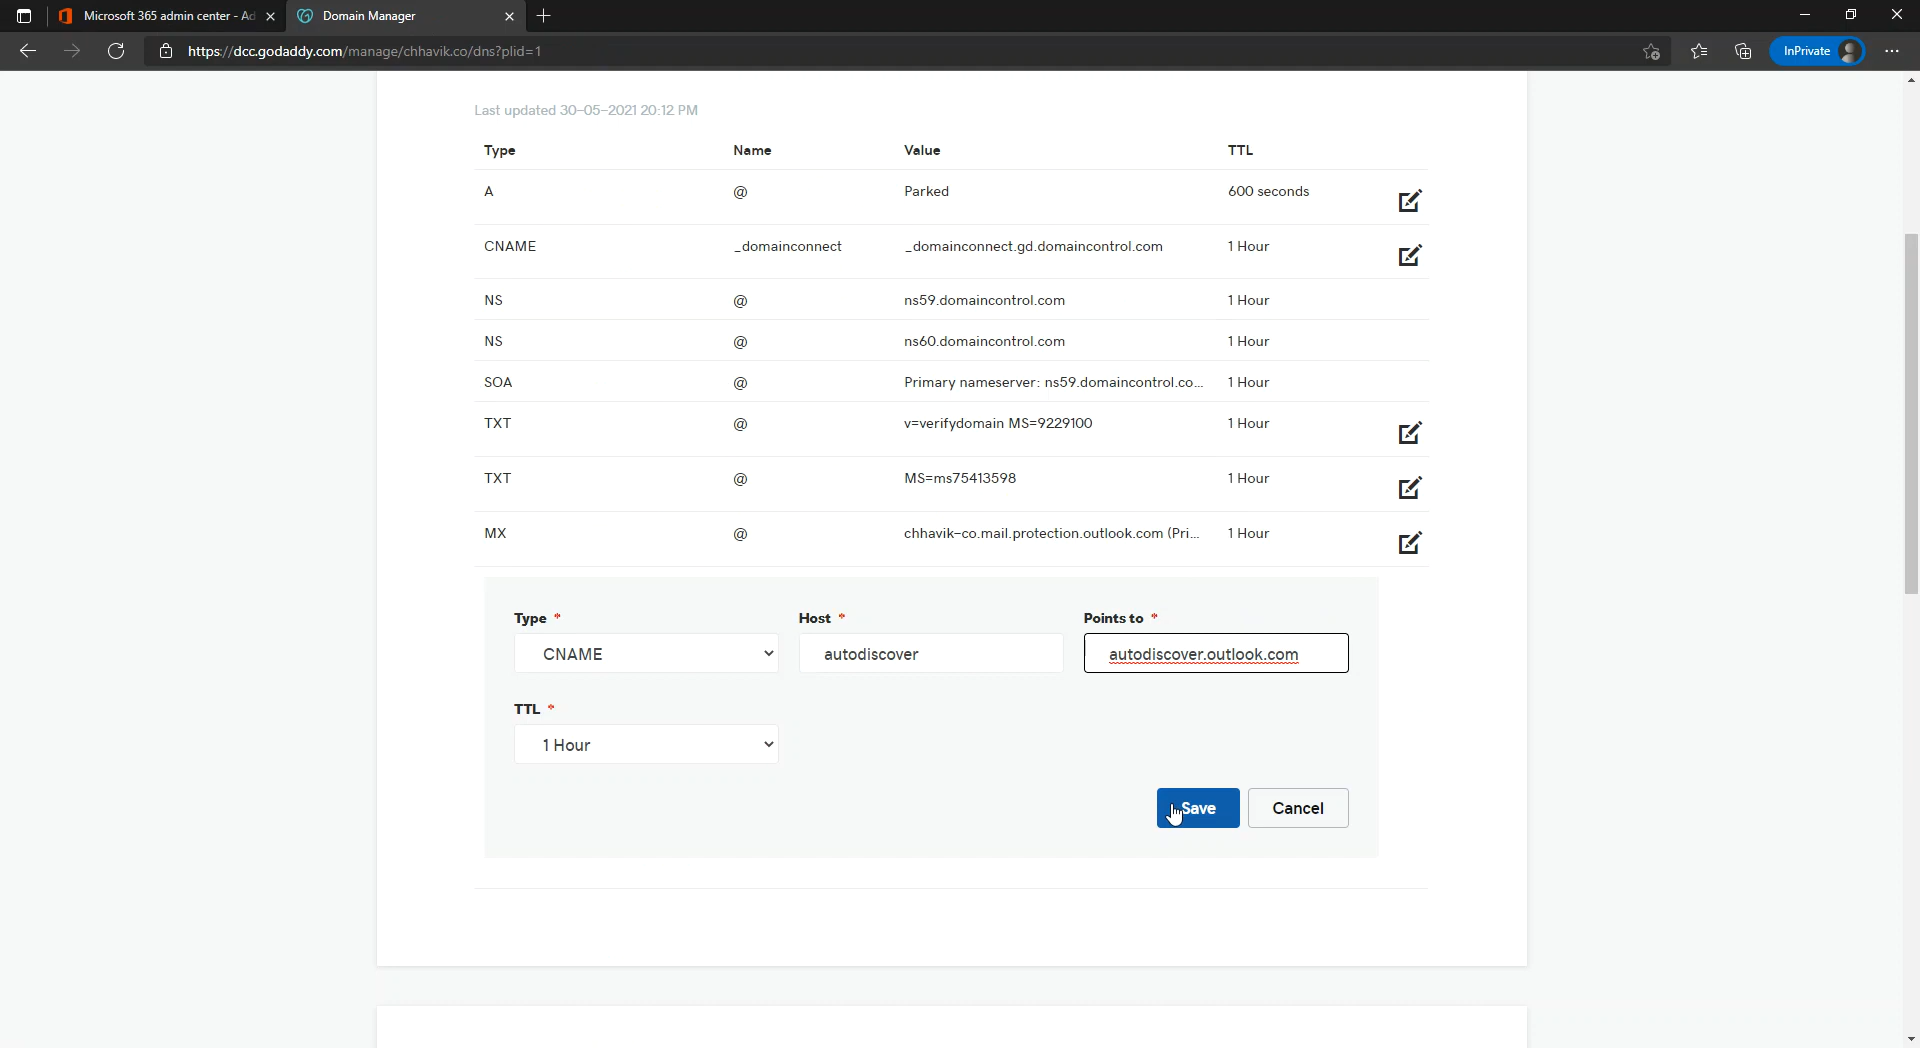 Microsoft 365 admin center - Ad
Domain Manager
https://dcc.godaddy.com/manage/chhavik.co/dns?plid=1
InPrivate
Last updated 30-05-2021 20:12 PM
Type Name Value TTL
A @ Parked 600 seconds
CNAME _domainconnect _domainconnect.gd.domaincontrol.com 1 Hour
NS @ ns59.domaincontrol.com 1 Hour
NS @ ns60.domaincontrol.com 1 Hour
SOA @ Primary nameserver: ns59.domaincontrol.co... 1 Hour
TXT @ v=verifydomain MS=9229100 1 Hour
TXT @ MS=ms75413598 1 Hour
MX @ chhavik-co.mail.protection.outlook.com (Pri... 1 Hour
Type * Host * Points to *
CNAME autodiscover autodiscover.outlook.com
TTL *
1 Hour
Save Cancel